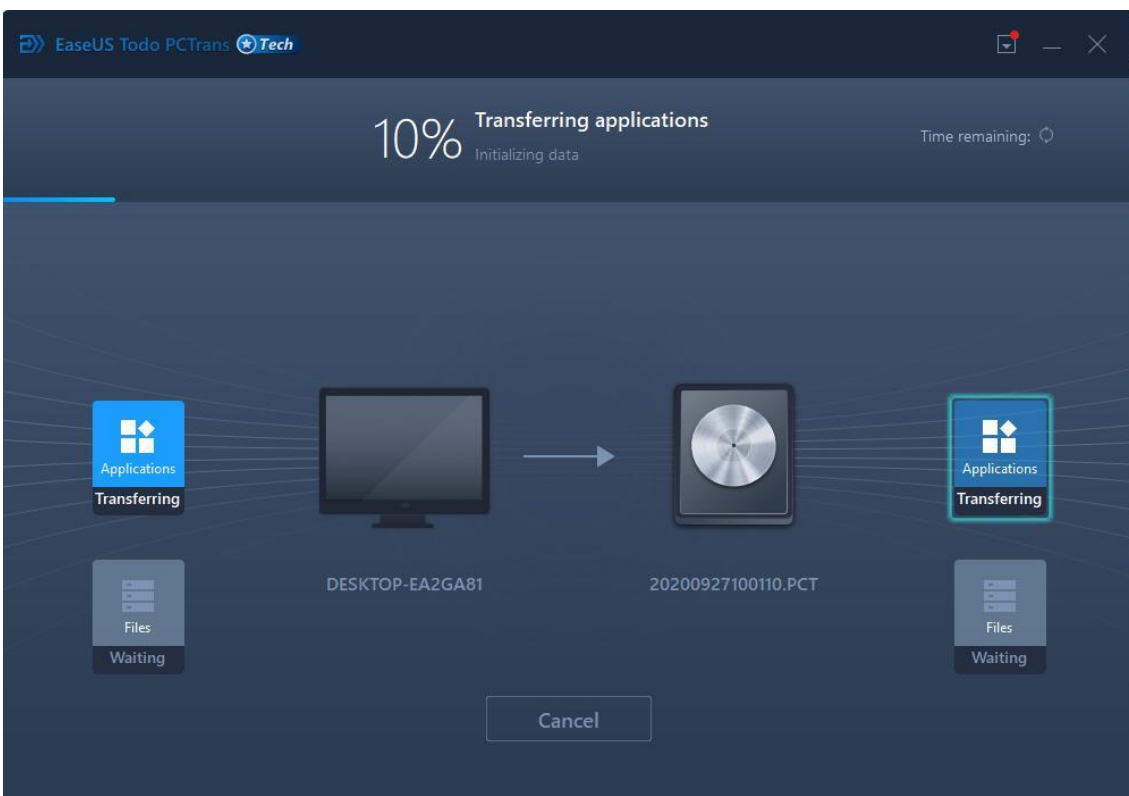 EaseUS Todo PCTrans Tech
10%
Transferring applications
Initializing data
Time remaining:
Applications
Transferring
Applications
Transferring
DESKTOP-EA2GA81
20200927100110.PCT
Files
Waiting
Files
Waiting
Cancel